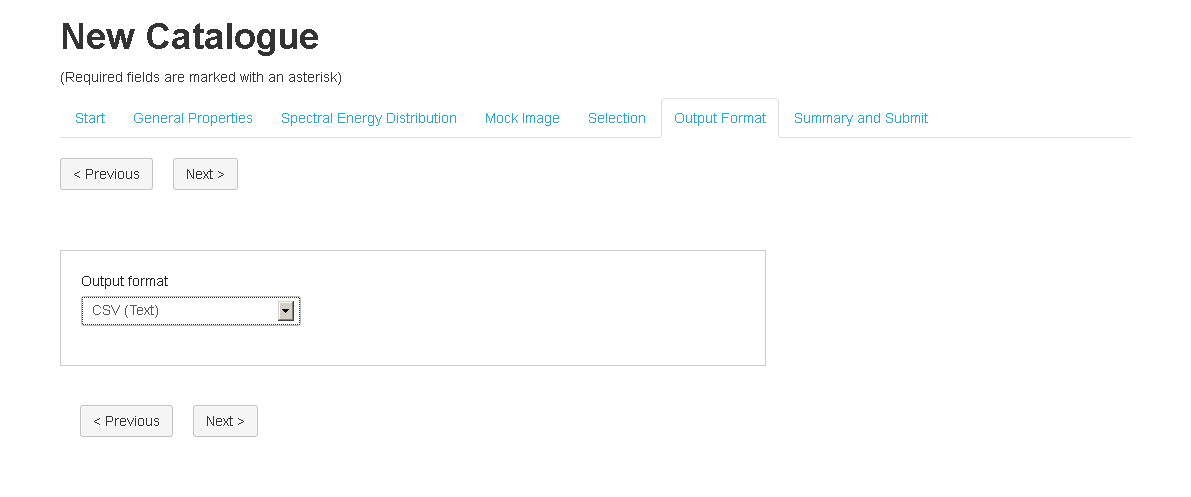 New Catalogue
(Required fields are marked with an asterisk)
Start General Properties Spectral Energy Distribution Mock Image Selection Output Format Summary and Submit
< Previous Next >
Output format
CSV (Text)
< Previous Next >